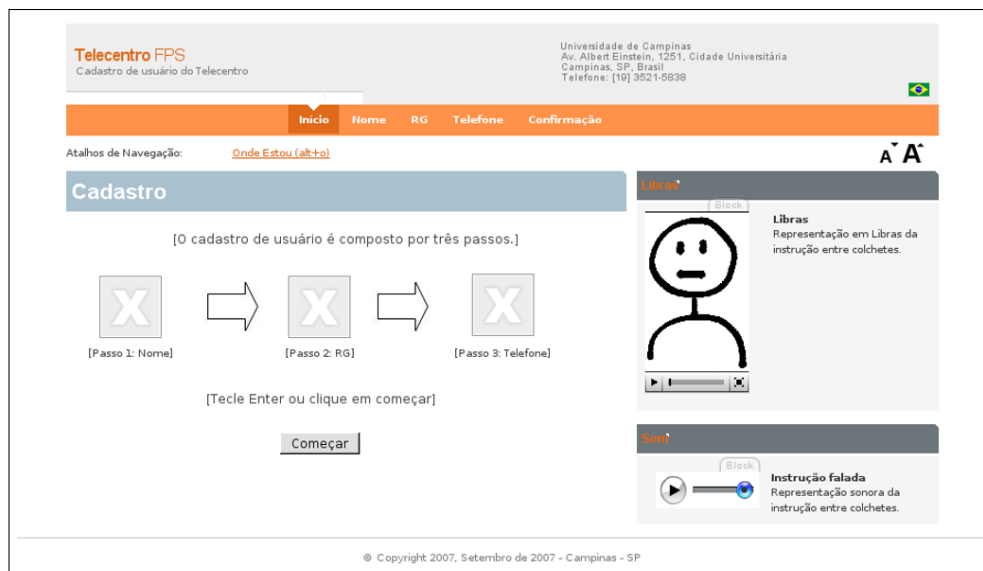 Telecentro FPS
Cadastro de usuário do Telecentro
Universidade de Campinas
Av. Albert Einstein, 1251, Cidade Universitária
Campinas, SP, Brasil
Telefone: [19] 3521-5838
Início Nome RG Telefone Confirmação
Atalhos de Navegação: Onde Estou (alt+o)
A A
Cadastro
[O cadastro de usuário é composto por três passos.]
[Passo 1: Nome] [Passo 2: RG] [Passo 3: Telefone]
[Tecle Enter ou clique em começar]
Começar
Libras
Block
Libras
Representação em Libras da
instrução entre colchetes.
Som
Block
Instrução falada
Representação sonora da
instrução entre colchetes.
© Copyright 2007, Setembro de 2007 - Campinas - SP